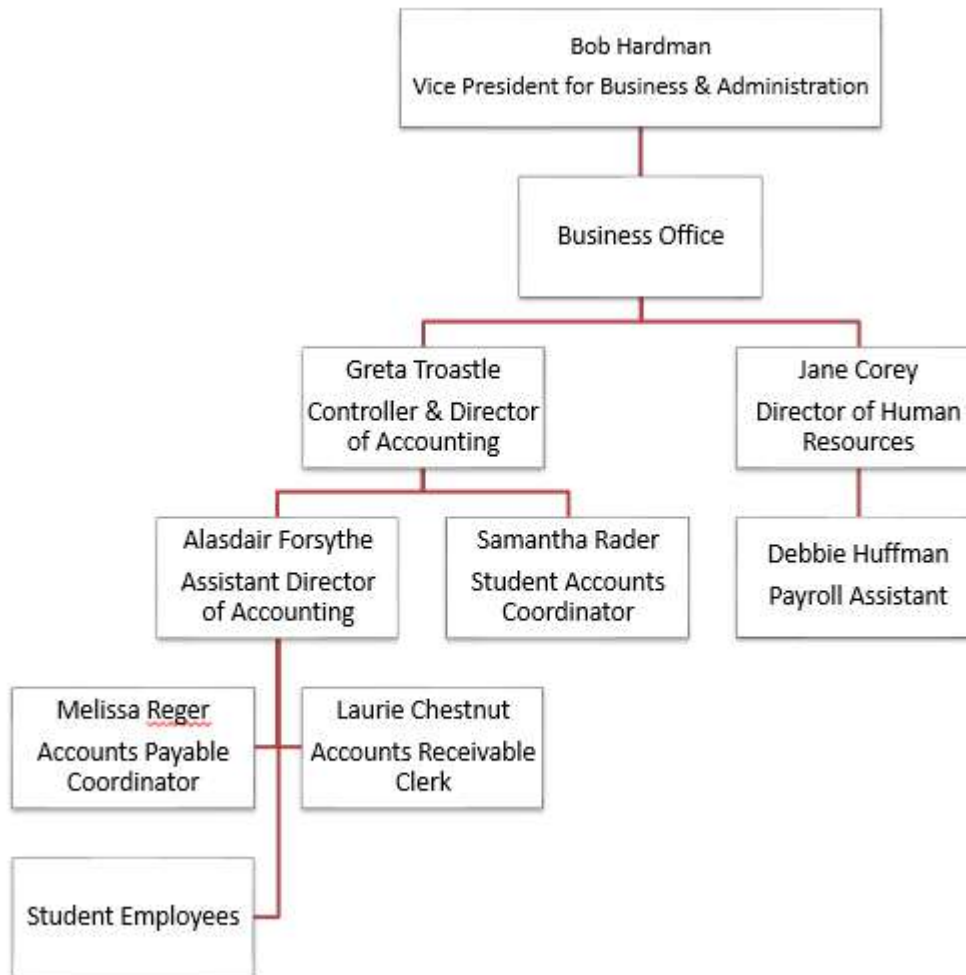 Bob Hardman
Vice President for Business & Administration
Business Office
Greta Troastle
Controller & Director
of Accounting
Jane Corey
Director of Human
Resources
Alasdair Forsythe
Assistant Director
of Accounting
Samantha Rader
Student Accounts
Coordinator
Debbie Huffman
Payroll Assistant
Melissa Reger
Accounts Payable
Coordinator
Laurie Chestnut
Accounts Receivable
Clerk
Student Employees